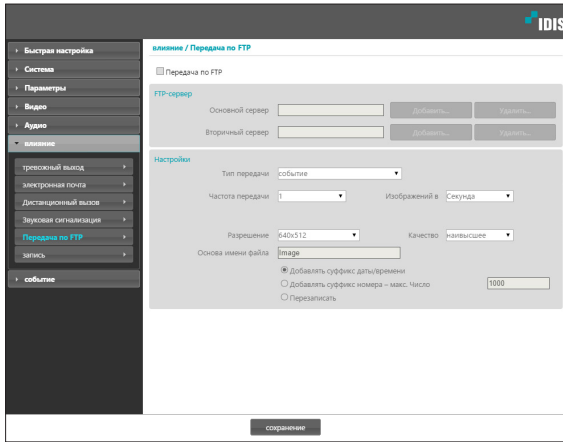 IDIS
Быстрая настройка
Система
Параметры
Видео
Аудио
влияние
тревожный выход
электронная почта
Дистанционный вызов
Звуковая сигнализация
Передача по FTP
запись
событие
влияние / Передача по FTP
Передача по FTP
FTP-сервер
Основной сервер Добавить... Удалить...
Вторичный сервер Добавить... Удалить...
Настройки
Тип передачи событие
Частота передачи 1 Изображений в Секунда
Разрешение 640x512 Качество наивысшее
Основа имени файла Image
Добавлять суффикс даты/времени
Добавлять суффикс номера – макс. Число 1000
Перезаписать
сохранение